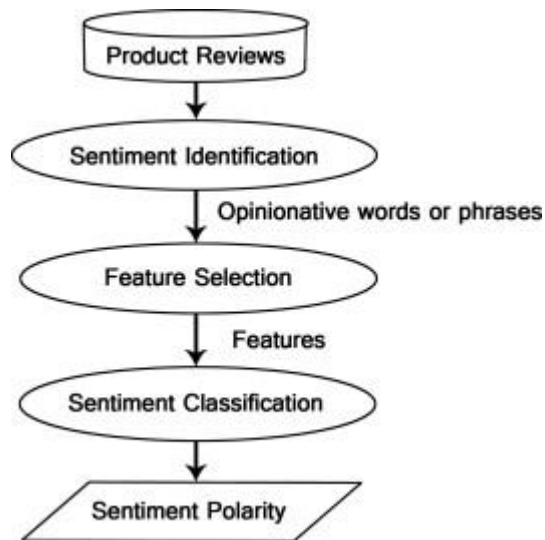 Product Reviews
Sentiment Identification
Opinionative words or phrases
Feature Selection
Features
Sentiment Classification
Sentiment Polarity